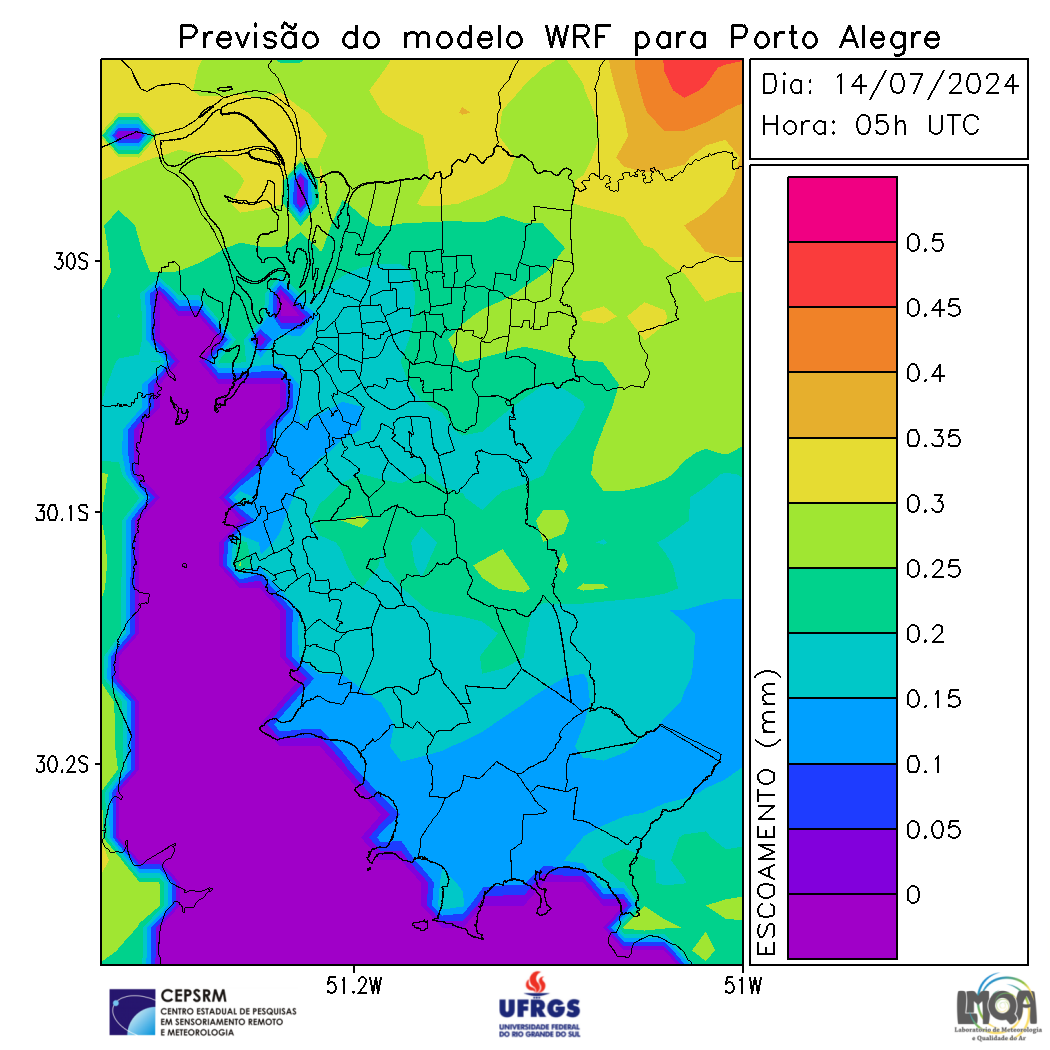 Previsão do modelo WRF para Porto Alegre
Dia: 14/07/2024
Hora: 05h UTC
30S
30.1S
30.2S
51.2W
51W
ESCOAMENTO (mm)
0.5
0.45
0.4
0.35
0.3
0.25
0.2
0.15
0.1
0.05
0
CEPSRM
CENTRO ESTADUAL DE PESQUISAS
EM SENSORIAMENTO REMOTO
E METEOROLOGIA
UFRGS
UNIVERSIDADE FEDERAL
DO RIO GRANDE DO SUL
LMQA
Laboratório de Meteorologia
e Qualidade do Ar